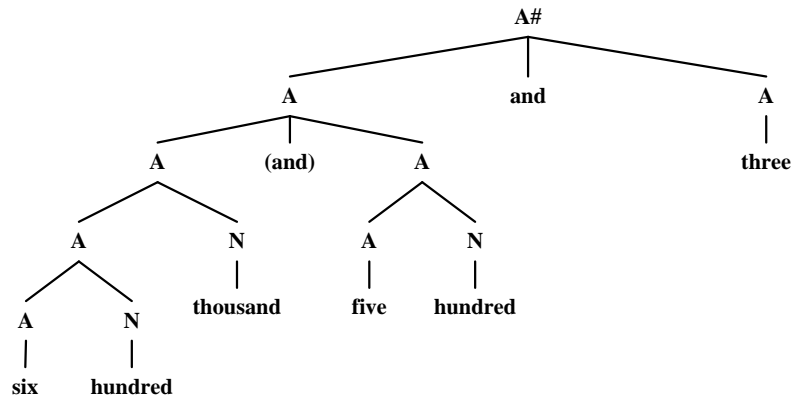 A#
A and A
A (and) A three
A N A N
A N thousand five hundred
six hundred